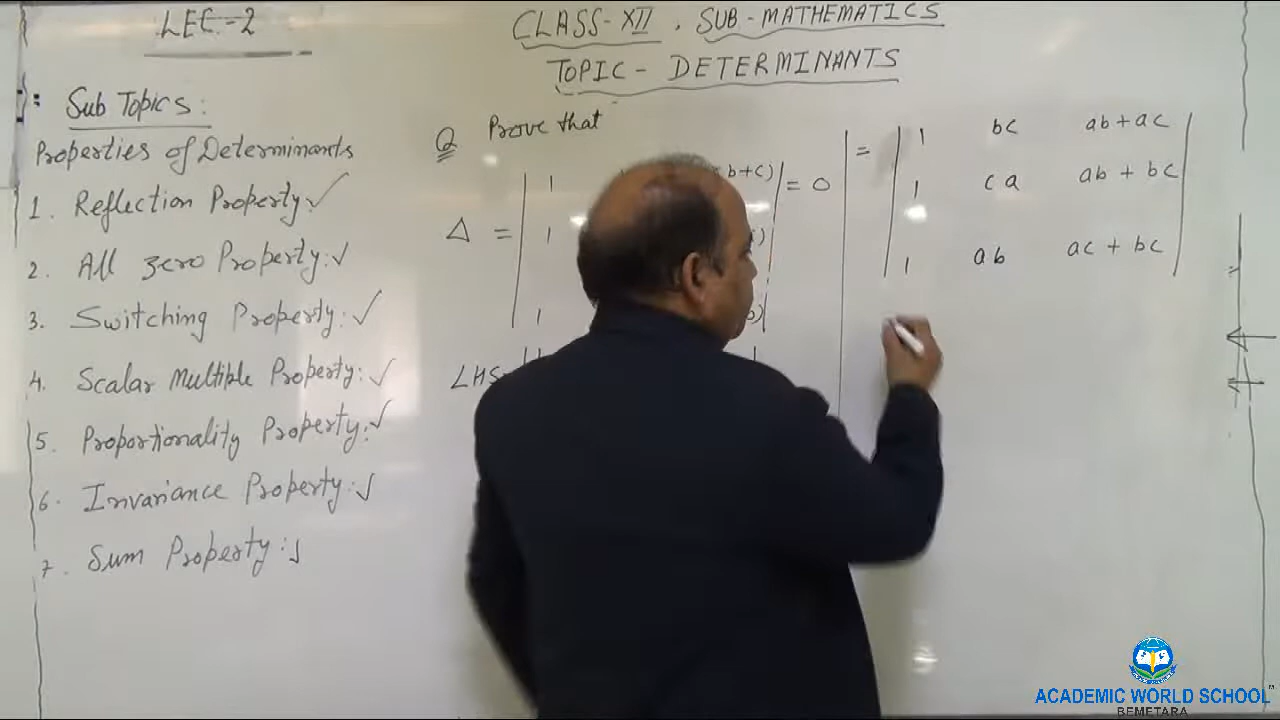 LEC.-2
CLASS-XII, SUB-MATHEMATICS
TOPIC- DETERMINANTS
Sub Topics:
Properties of Determinants
1. Reflection Property ✓
2. All zero Property: ✓
3. Switching Property: ✓
4. Scalar Multiple Property: ✓
5. Proportionality Property: ✓
6. Invariance Property: ✓
7. Sum Property: ✓
Q Prove that
Δ = | 1 b+c) | = 0
1
1 b)
LHS
= | 1 bc ab+ac |
1 ca ab + bc
1 ab ac + bc
ACADEMIC WORLD SCHOOL
BEMETARA